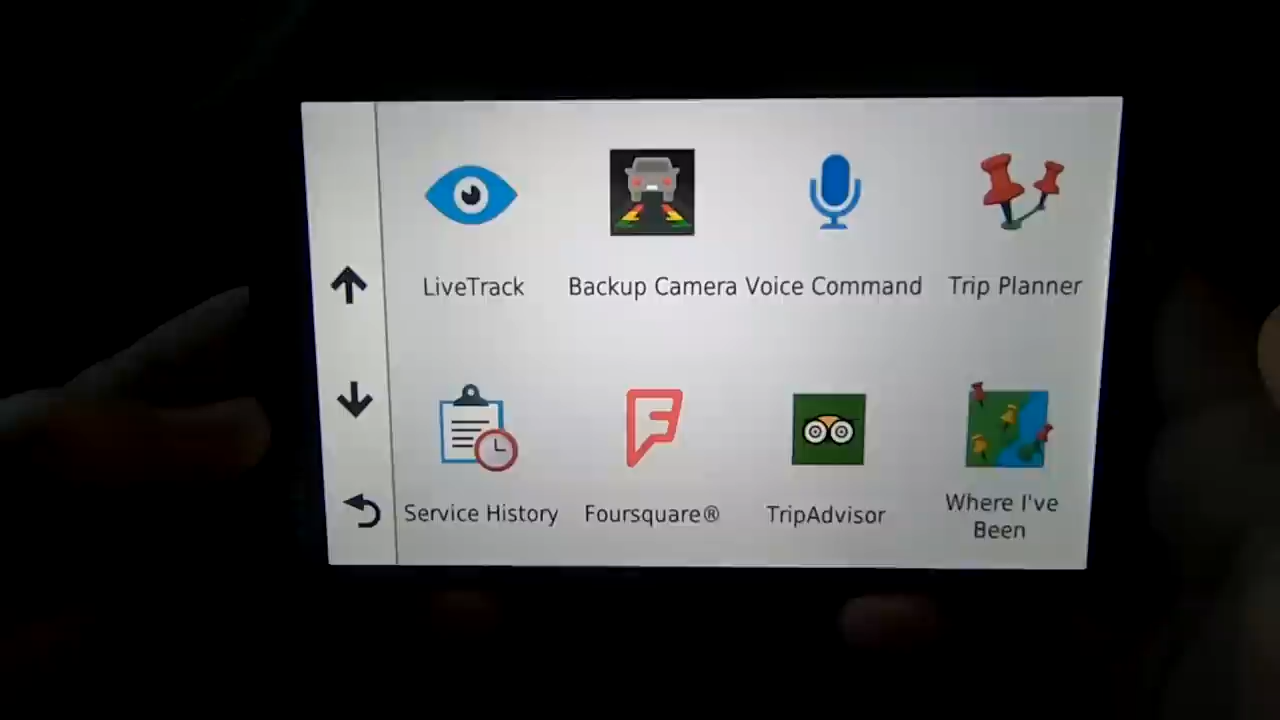 LiveTrack
Backup Camera
Voice Command
Trip Planner
Service History
Foursquare®
TripAdvisor
Where I've
Been